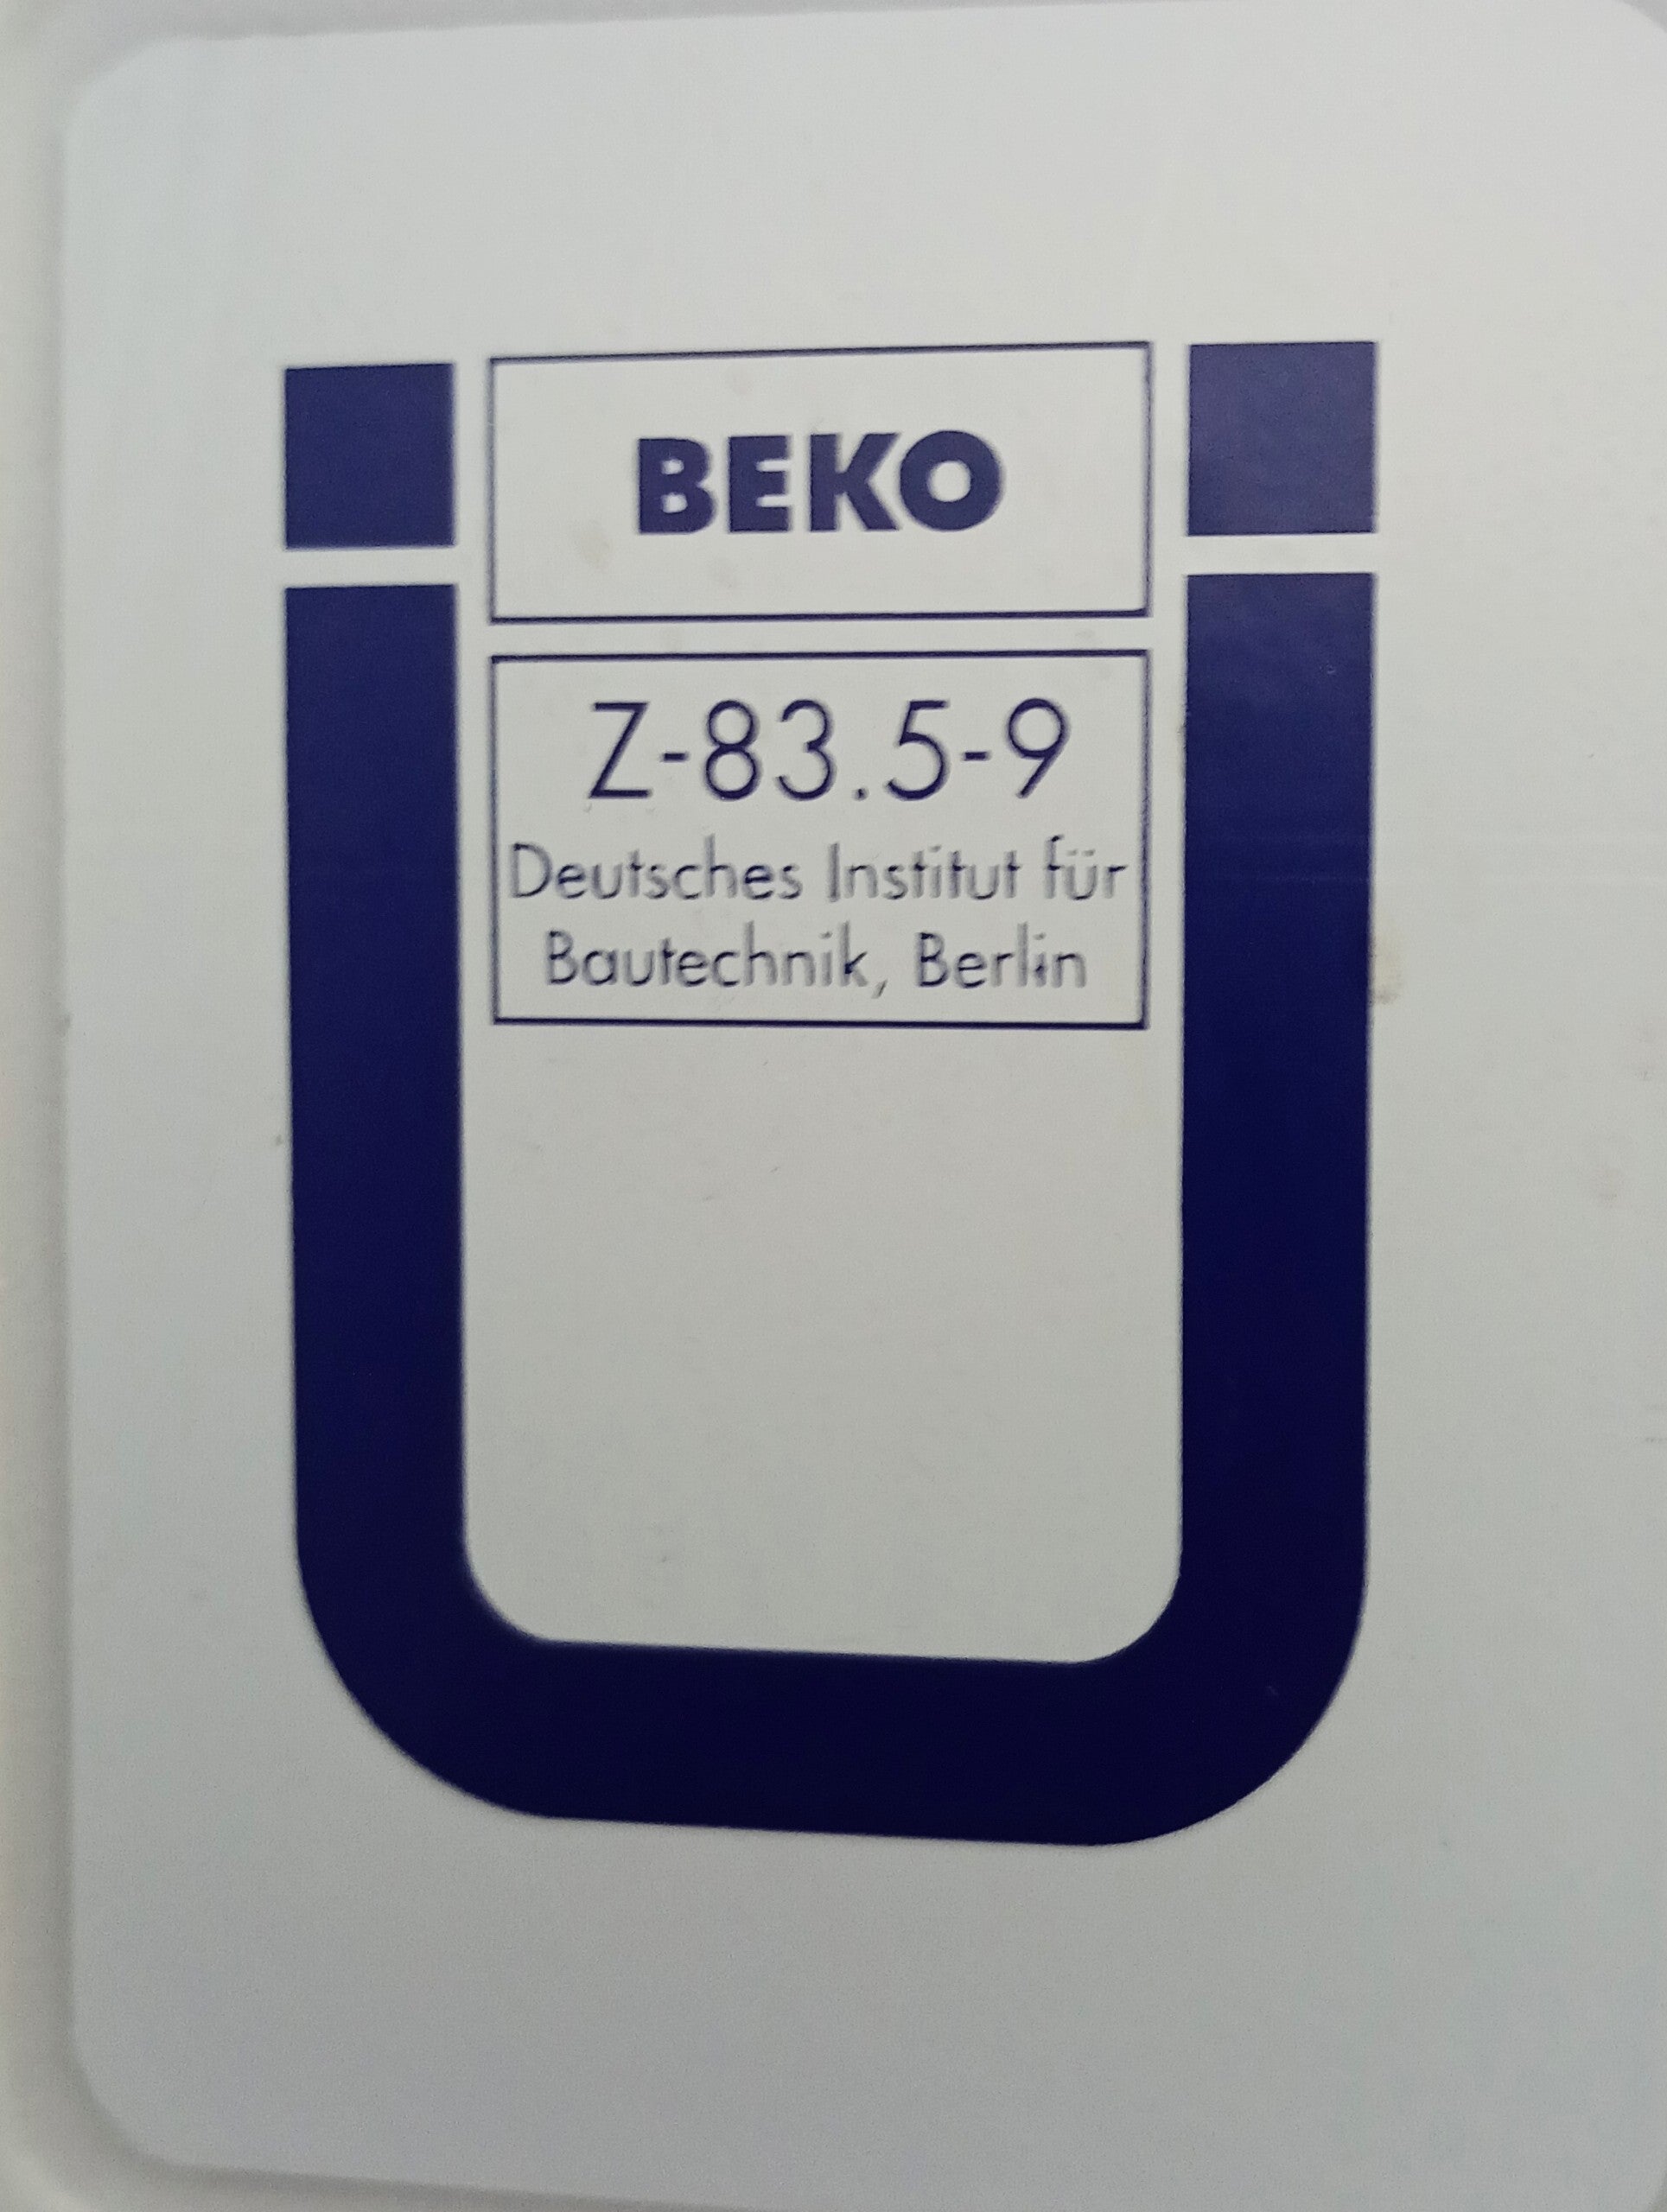 BEKO
Z-83.5-9
Deutsches Institut für
Bautechnik, Berlin